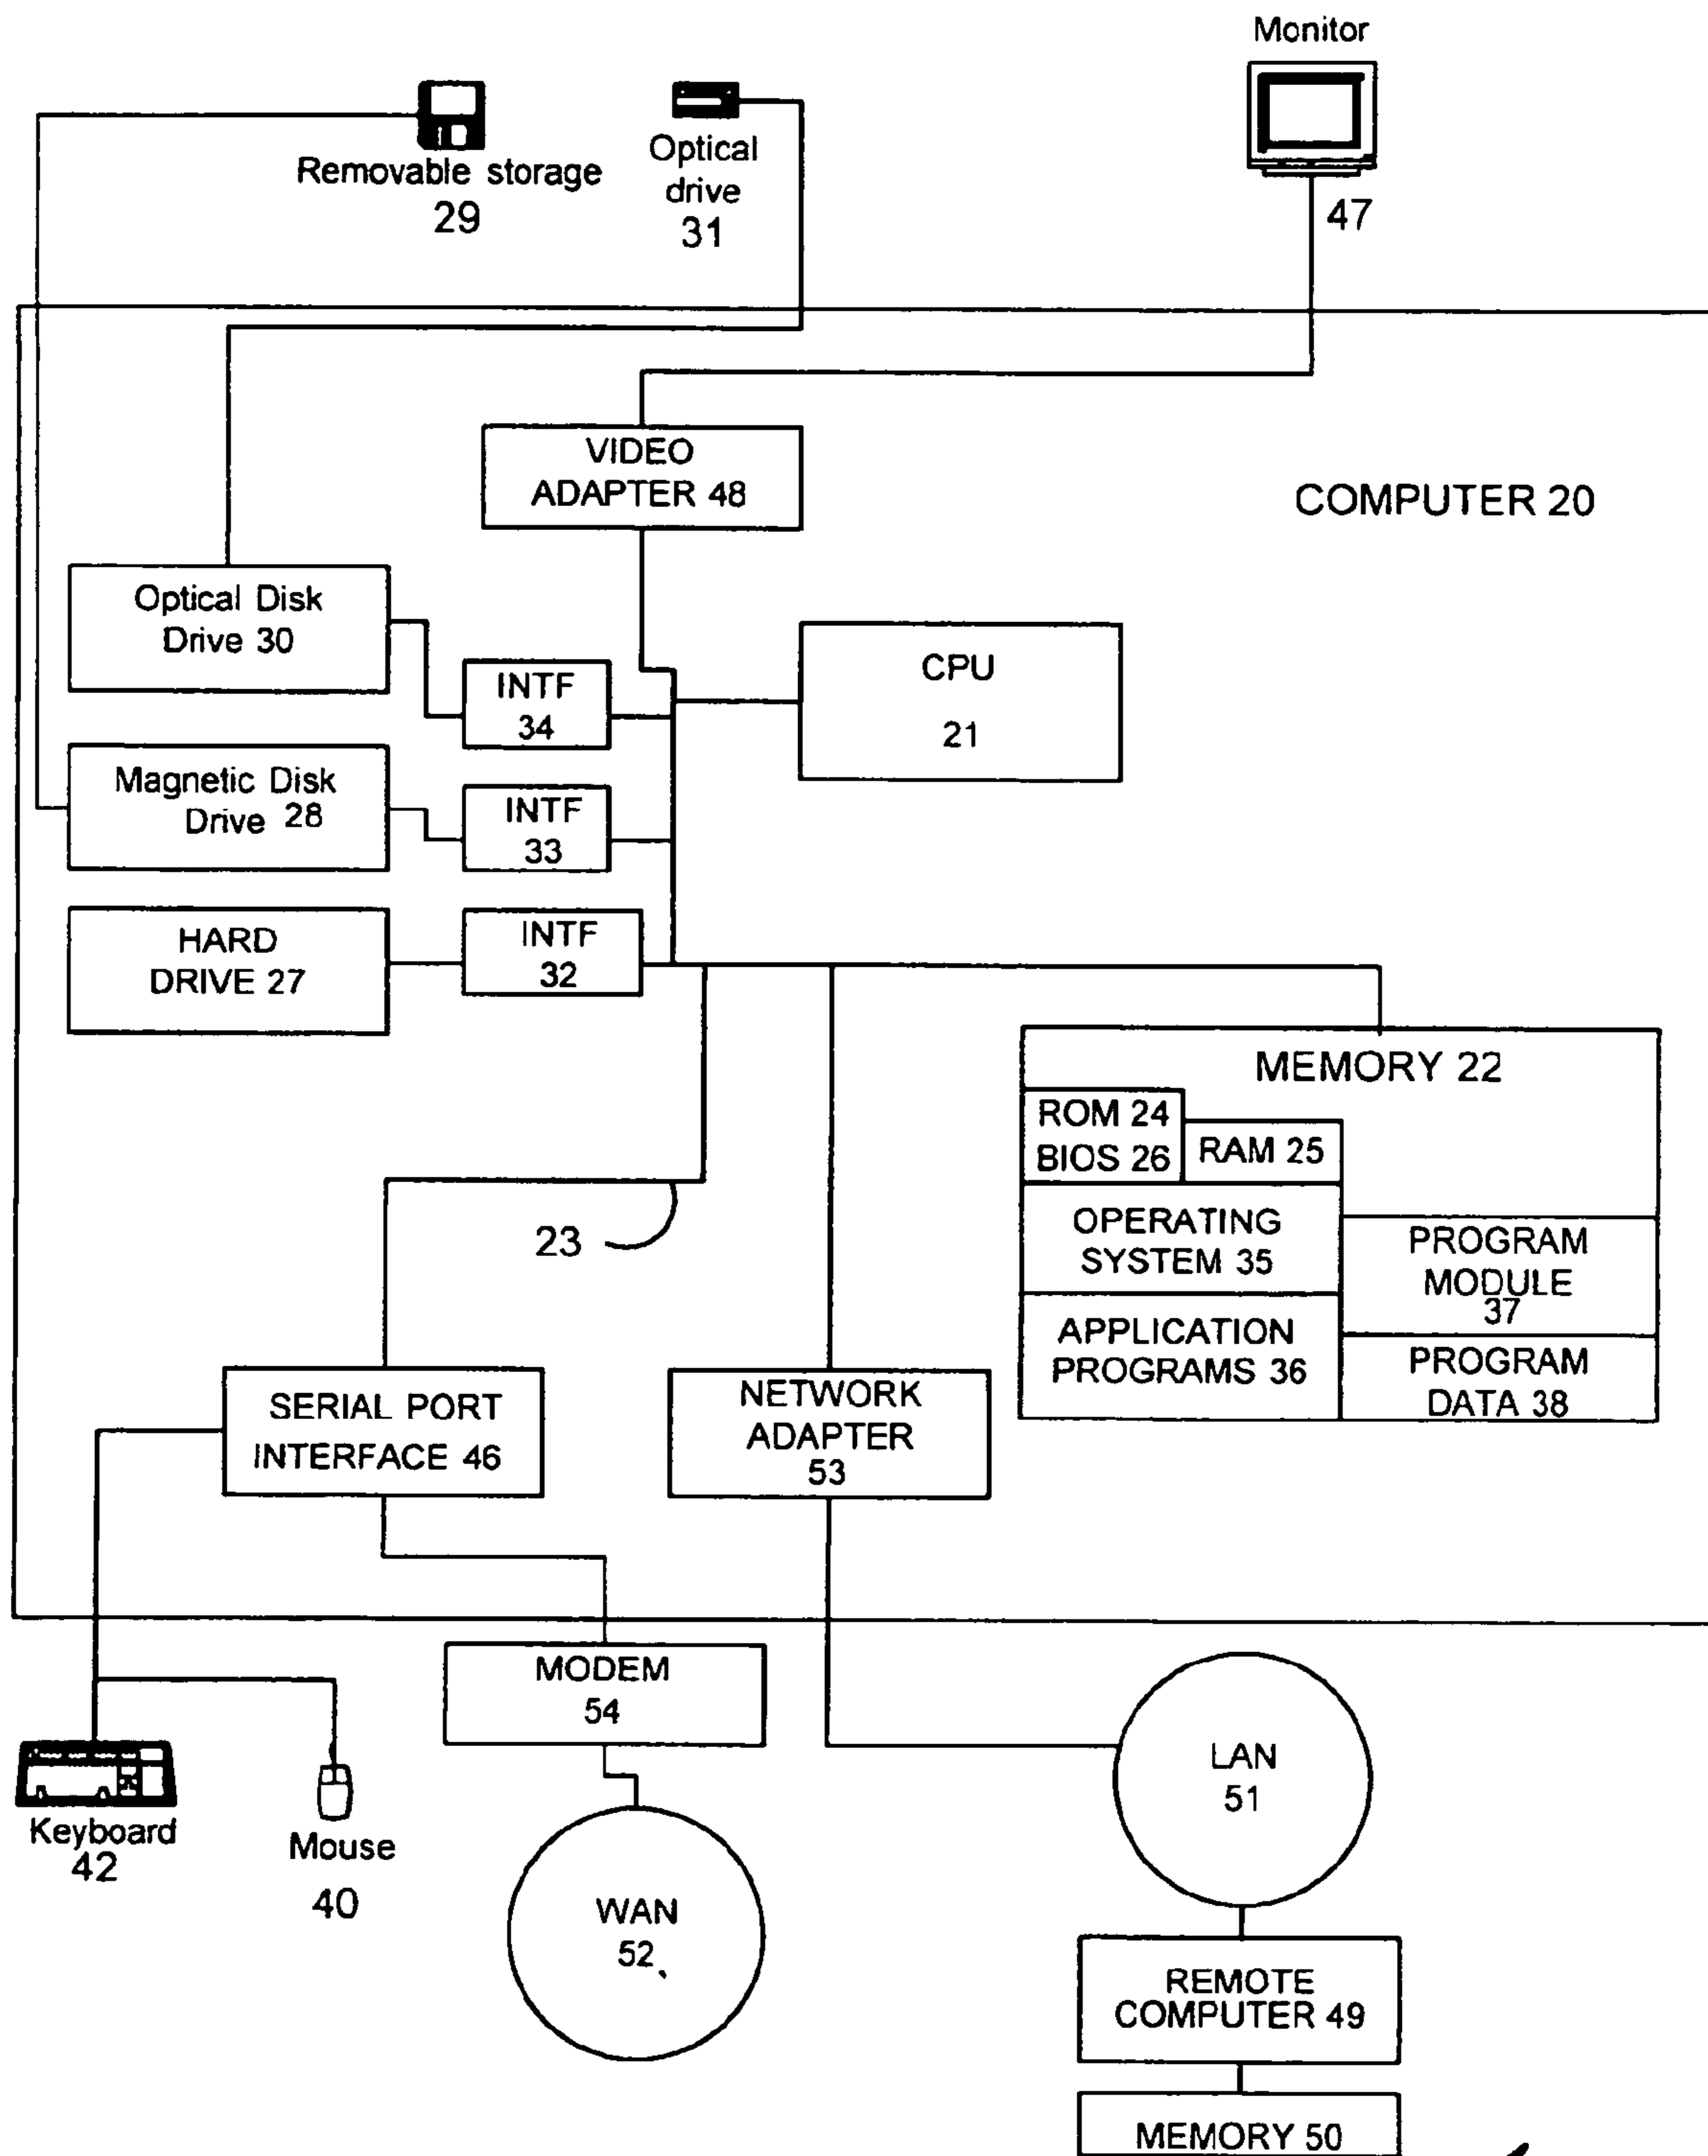 Monitor
Removable storage
29
Optical
drive
31
47
VIDEO
ADAPTER 48
COMPUTER 20
Optical Disk
Drive 30
INTF
34
CPU
21
Magnetic Disk
Drive 28
INTF
33
HARD
DRIVE 27
INTF
32
MEMORY 22
ROM 24
BIOS 26
RAM 25
OPERATING
SYSTEM 35
PROGRAM
MODULE
37
APPLICATION
PROGRAMS 36
PROGRAM
DATA 38
23
SERIAL PORT
INTERFACE 46
NETWORK
ADAPTER
53
MODEM
54
LAN
51
Keyboard
42
Mouse
40
WAN
52
REMOTE
COMPUTER 49
MEMORY 50